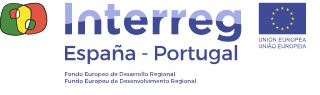 Interreg
España - Portugal
Fondo Europeo de Desarrollo Regional
Fundo Europeu de Desenvolvimento Regional
UNIÓN EUROPEA
UNIÃO EUROPEIA